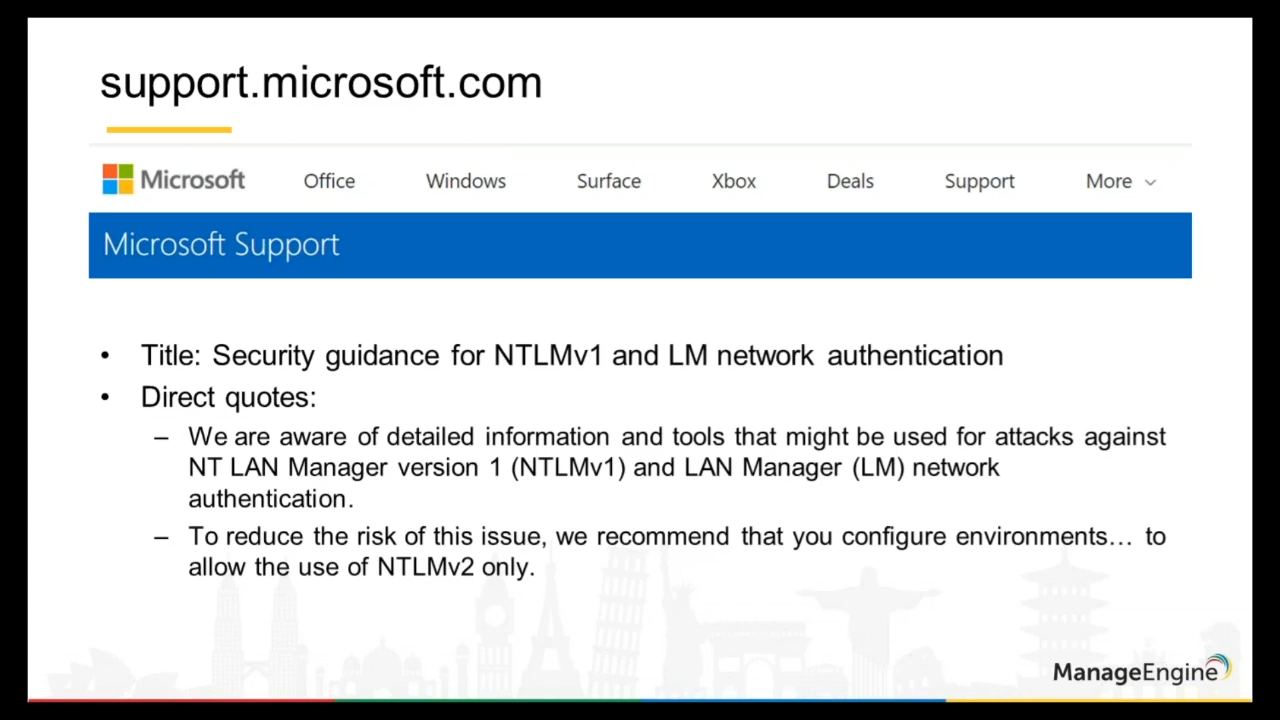 support.microsoft.com
Microsoft Office Windows Surface Xbox Deals Support More
Microsoft Support
• Title: Security guidance for NTLMv1 and LM network authentication
• Direct quotes:
– We are aware of detailed information and tools that might be used for attacks against
NT LAN Manager version 1 (NTLMv1) and LAN Manager (LM) network
authentication.
– To reduce the risk of this issue, we recommend that you configure environments… to
allow the use of NTLMv2 only.
ManageEngine